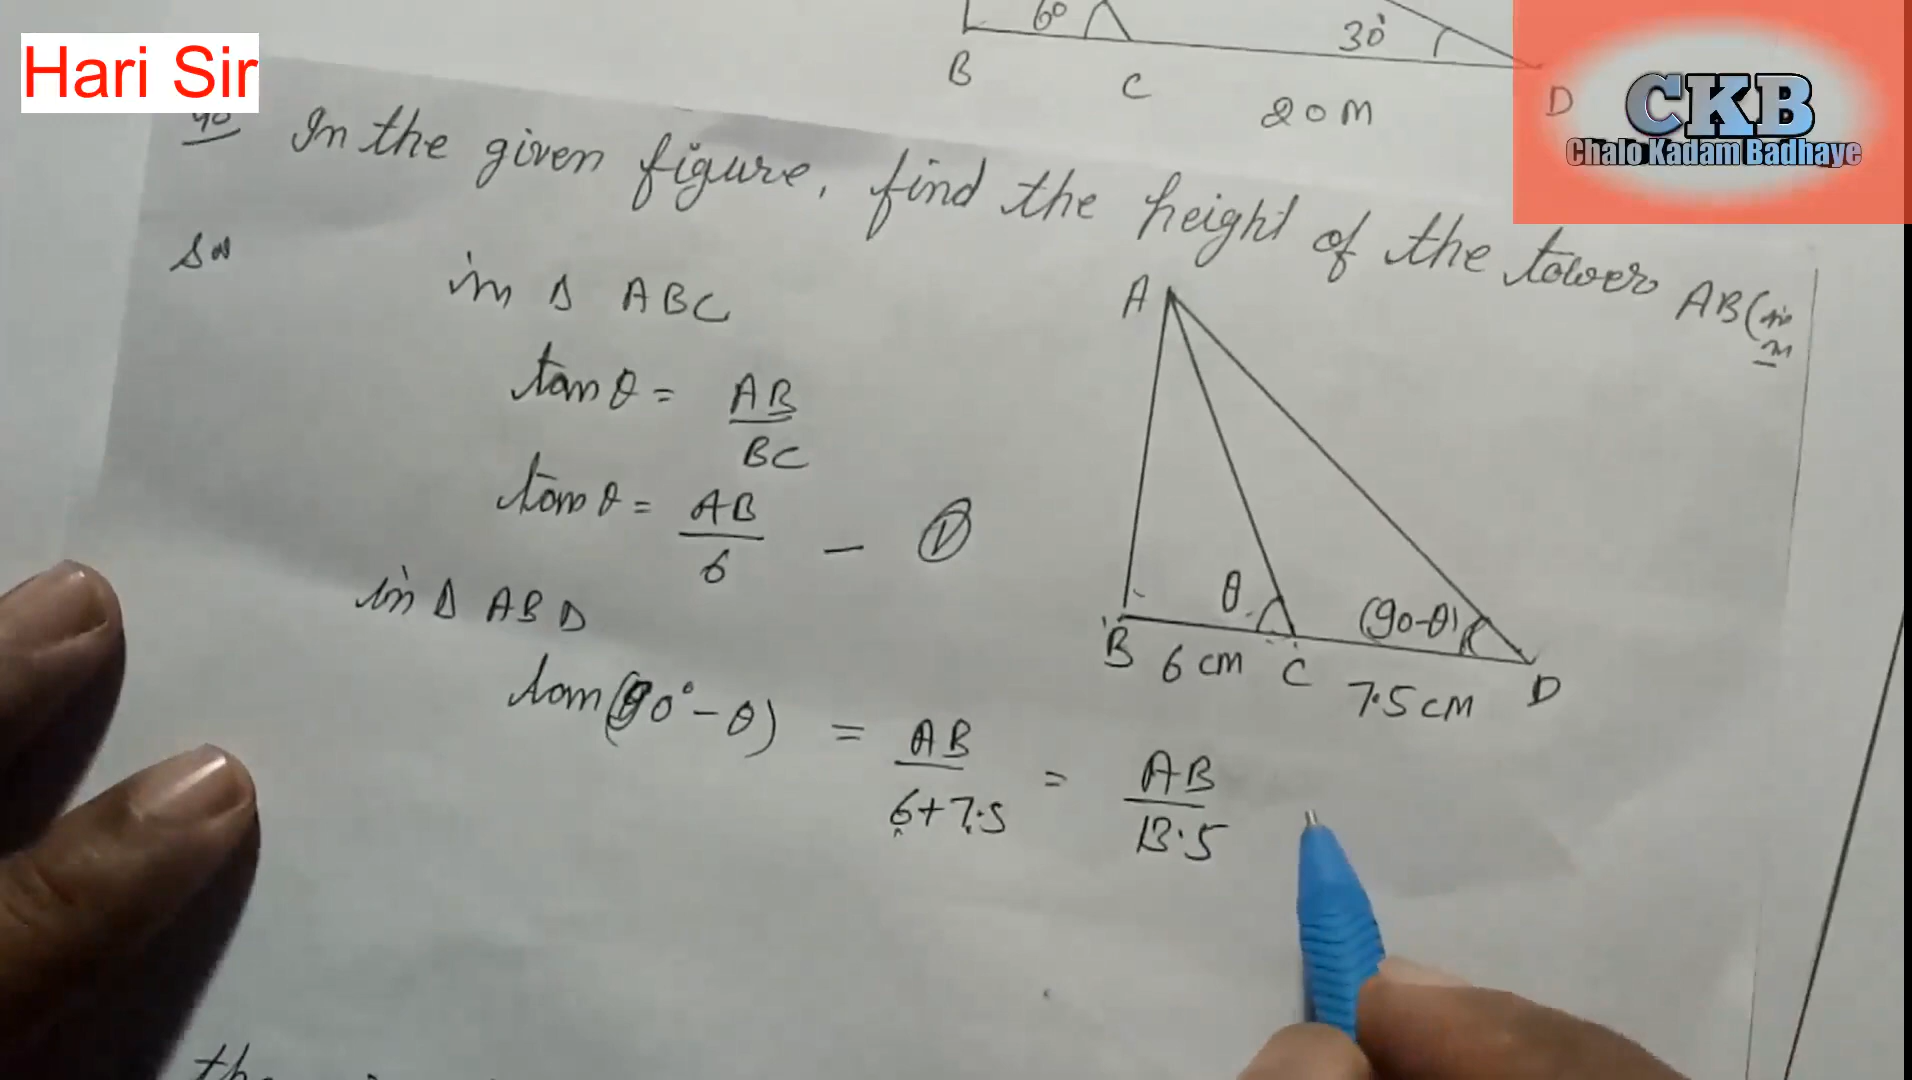 Hari Sir
CKB
Chalo Kadam Badhaye
60
30°
B
C
20 M
D
In the given figure, find the height of the tower AB (in
m
in Δ ABC
tan θ = AB
BC
tan θ = AB
6
— ①
in Δ ABD
tan(90° - θ) = AB
6+7.5
= AB
13.5
A
θ
(90-θ)
B
6 cm
C
7.5 cm
D